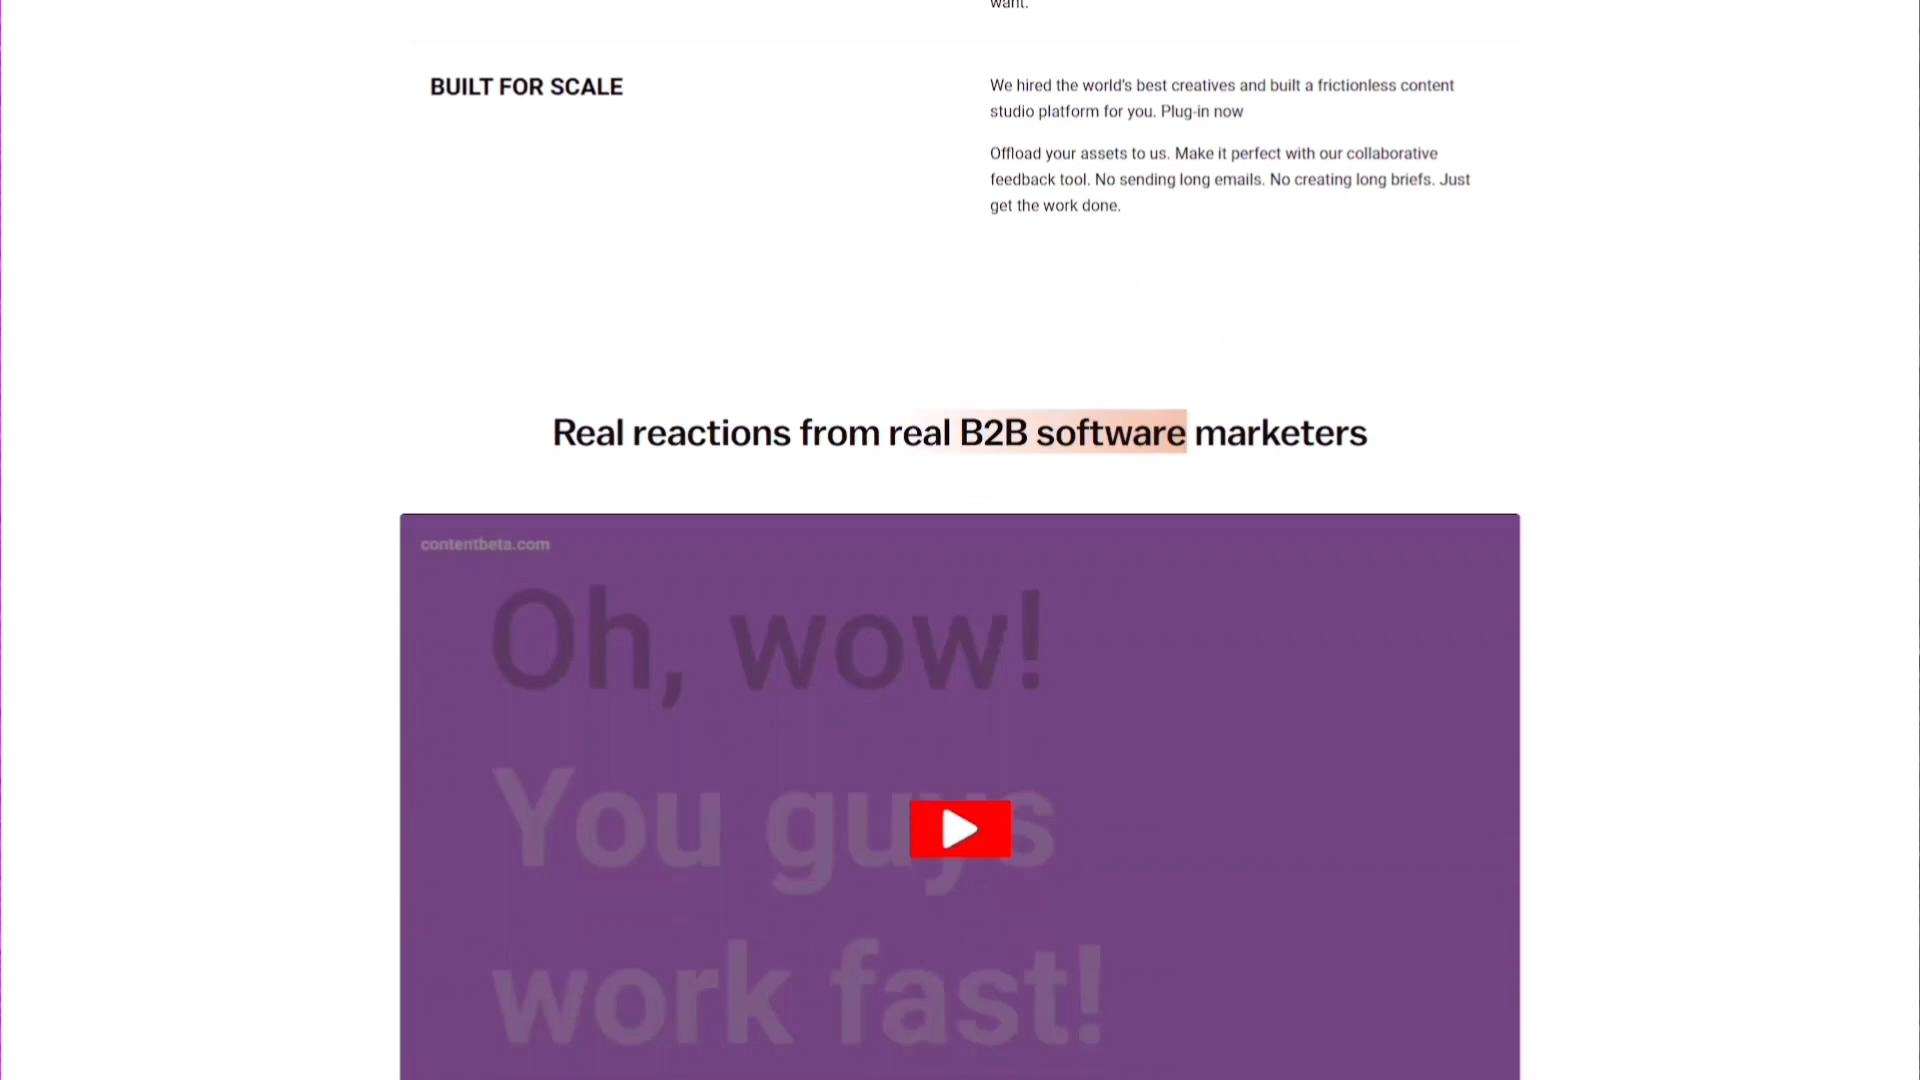 want.
BUILT FOR SCALE
We hired the world's best creatives and built a frictionless content
studio platform for you. Plug-in now
Offload your assets to us. Make it perfect with our collaborative
feedback tool. No sending long emails. No creating long briefs. Just
get the work done.
Real reactions from real B2B software marketers
contentbeta.com
Oh, wow!
You guys
work fast!